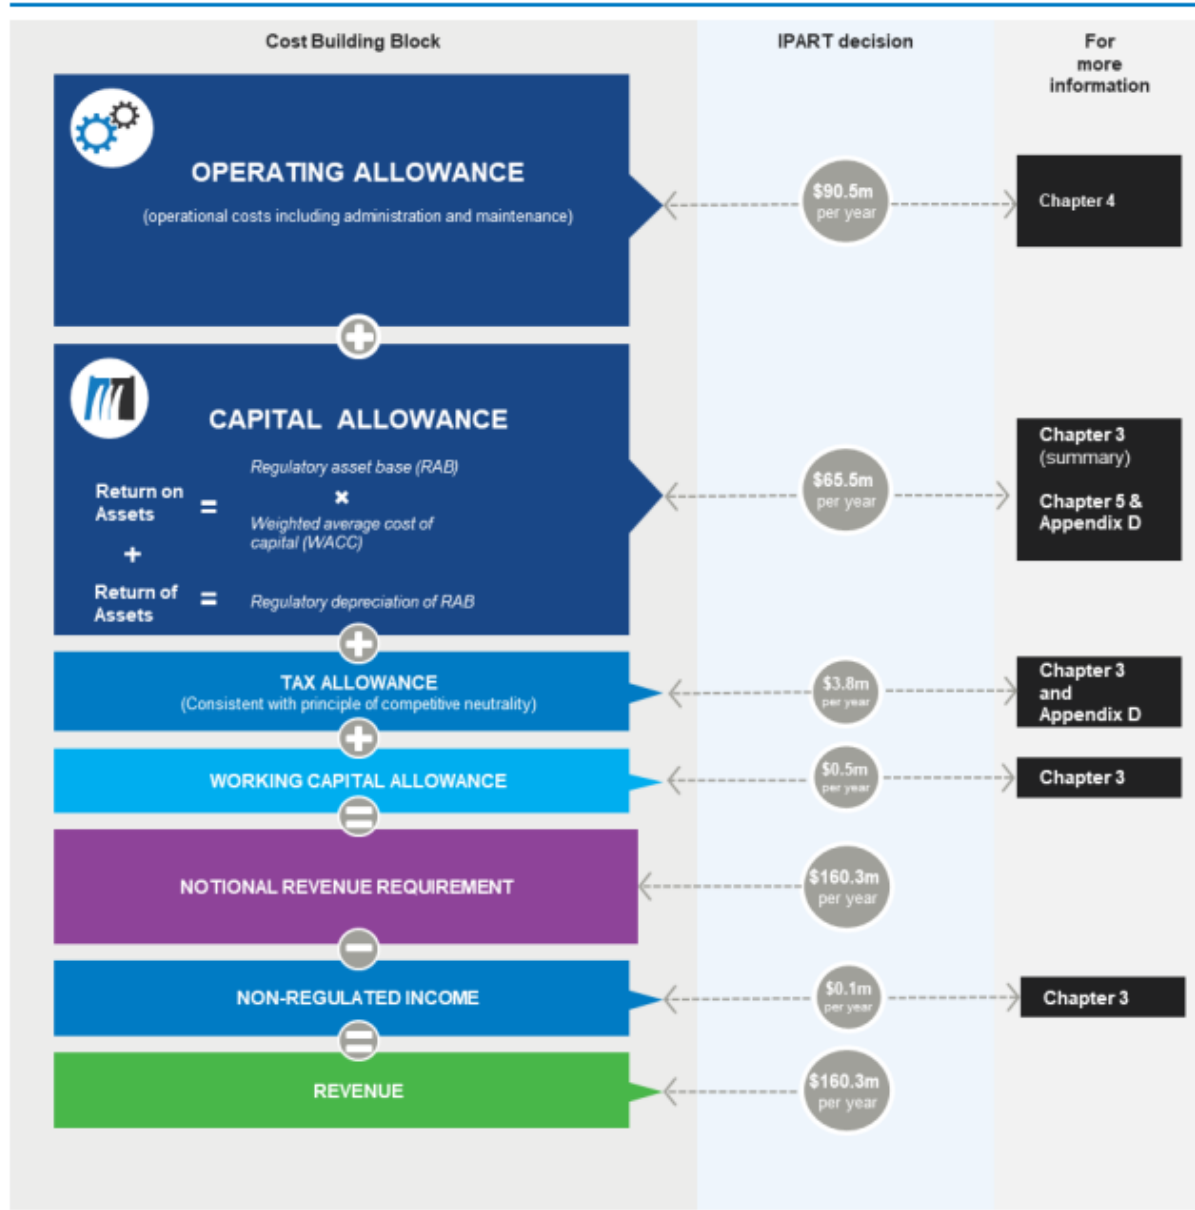 Cost Building Block
IPART decision
For
more
information
OPERATING ALLOWANCE
(operational costs including administration and maintenance)
$90.5m
per year
Chapter 4
+
CAPITAL ALLOWANCE
Regulatory asset base (RAB)
Return on
Assets
=
×
Weighted average cost of
capital (WACC)
+
Return of
Assets
=
Regulatory depreciation of RAB
$65.5m
per year
Chapter 3
(summary)
Chapter 5 &
Appendix D
+
TAX ALLOWANCE
(Consistent with principle of competitive neutrality)
$3.8m
per year
Chapter 3
and
Appendix D
+
WORKING CAPITAL ALLOWANCE
$0.5m
per year
Chapter 3
=
NOTIONAL REVENUE REQUIREMENT
$160.3m
per year
−
NON-REGULATED INCOME
$0.1m
per year
Chapter 3
=
REVENUE
$160.3m
per year